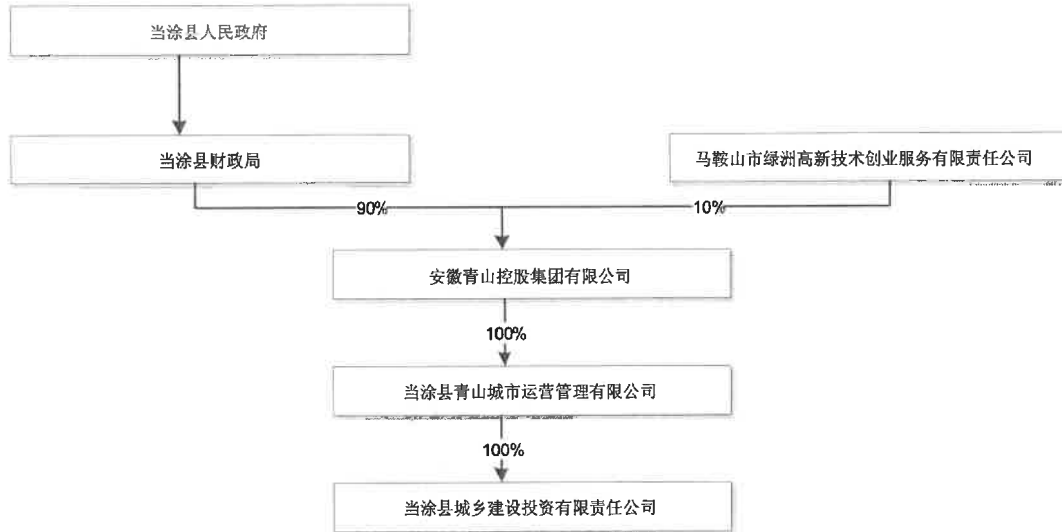 当涂县人民政府
当涂县财政局
马鞍山市绿洲高新技术创业服务有限责任公司
90%
10%
安徽青山控股集团有限公司
100%
当涂县青山城市运营管理有限公司
100%
当涂县城乡建设投资有限责任公司